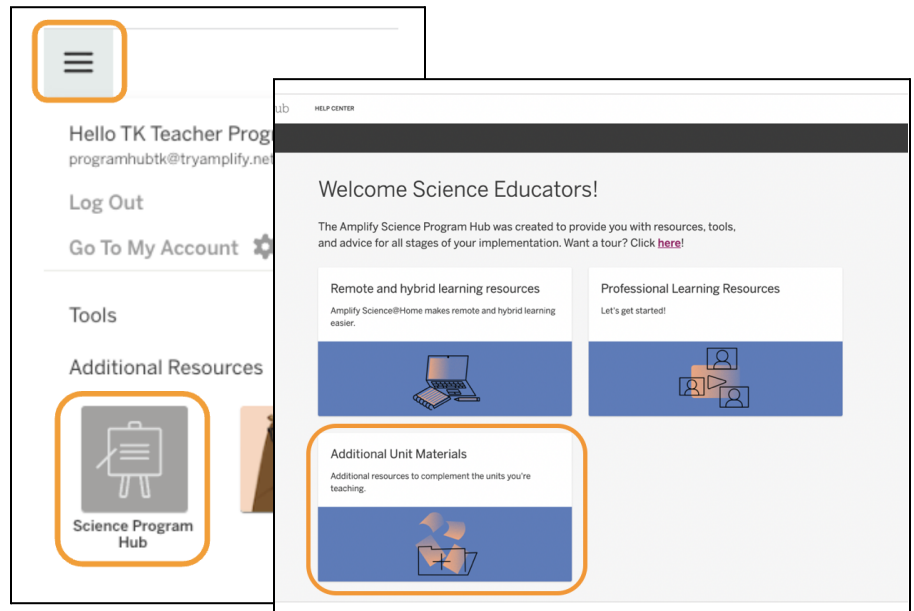 Hello TK Teacher
programhubtk@tryamplify.net
Log Out
Go To My Account
Tools
Additional Resources
Science Program
Hub
HELP CENTER
Welcome Science Educators!
The Amplify Science Program Hub was created to provide you with resources, tools,
and advice for all stages of your implementation. Want a tour? Click here!
Remote and hybrid learning resources
Amplify Science@Home makes remote and hybrid learning
easier.
Professional Learning Resources
Let's get started!
Additional Unit Materials
Additional resources to complement the units you're
teaching.